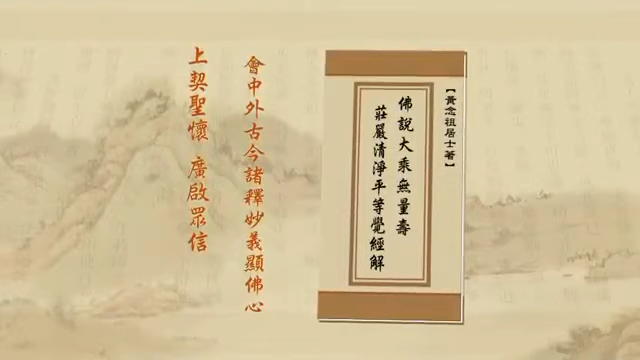 【黃念祖居士著】
佛說大乘無量壽
莊嚴清淨平等覺經解
會中外古今諸釋妙義顯佛心
上契聖懷 廣啟眾信